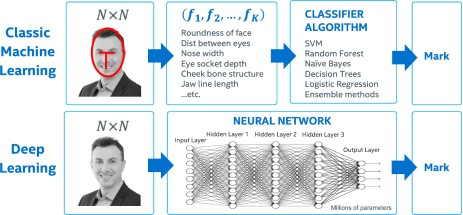 Classic
Machine
Learning
N×N
(f₁, f₂, ..., fₖ)
Roundness of face
Dist between eyes
Nose width
Eye socket depth
Cheek bone structure
Jaw line length
...etc.
CLASSIFIER
ALGORITHM
SVM
Random Forest
Naïve Bayes
Decision Trees
Logistic Regression
Ensemble methods
Mark
Deep
Learning
N×N
NEURAL NETWORK
Input Layer
Hidden Layer 1
Hidden Layer 2
Hidden Layer 3
Output Layer
Millions of parameters
Mark